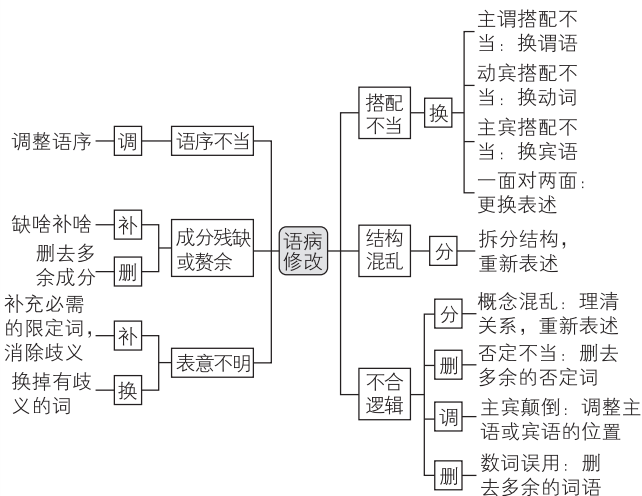 语病
修改
语序不当
调
调整语序
成分残缺
或赘余
补
缺啥补啥
删
删去多
余成分
表意不明
补
补充必需
的限定词，
消除歧义
换
换掉有歧
义的词
搭配
不当
换
主谓搭配不
当：换谓语
动宾搭配不
当：换动词
主宾搭配不
当：换宾语
一面对两面：
更换表述
结构
混乱
分
拆分结构，
重新表述
不合
逻辑
分
概念混乱：理清
关系，重新表述
删
否定不当：删去
多余的否定词
调
主宾颠倒：调整主
语或宾语的位置
删
数词误用：删
去多余的词语